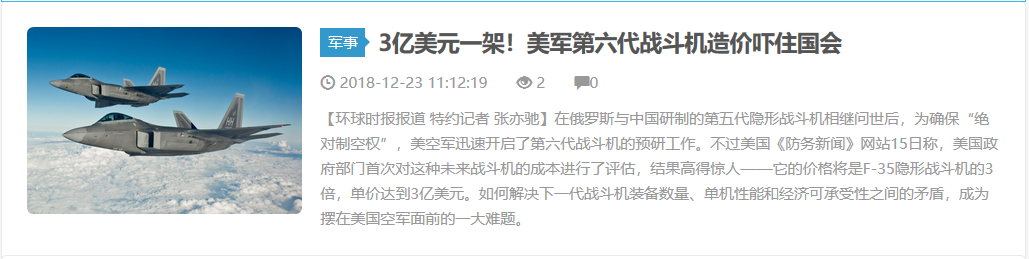 军事 3亿美元一架！美军第六代战斗机造价吓住国会
2018-12-23 11:12:19 2 0
【环球时报报道 特约记者 张亦驰】在俄罗斯与中国研制的第五代隐形战斗机相继问世后，为确保“绝
对制空权”，美空军迅速开启了第六代战斗机的预研工作。不过美国《防务新闻》网站15日称，美国政
府部门首次对这种未来战斗机的成本进行了评估，结果高得惊人——它的价格将是F-35隐形战斗机的3
倍，单价达到3亿美元。如何解决下一代战斗机装备数量、单机性能和经济可承受性之间的矛盾，成为
摆在美国空军面前的一大难题。